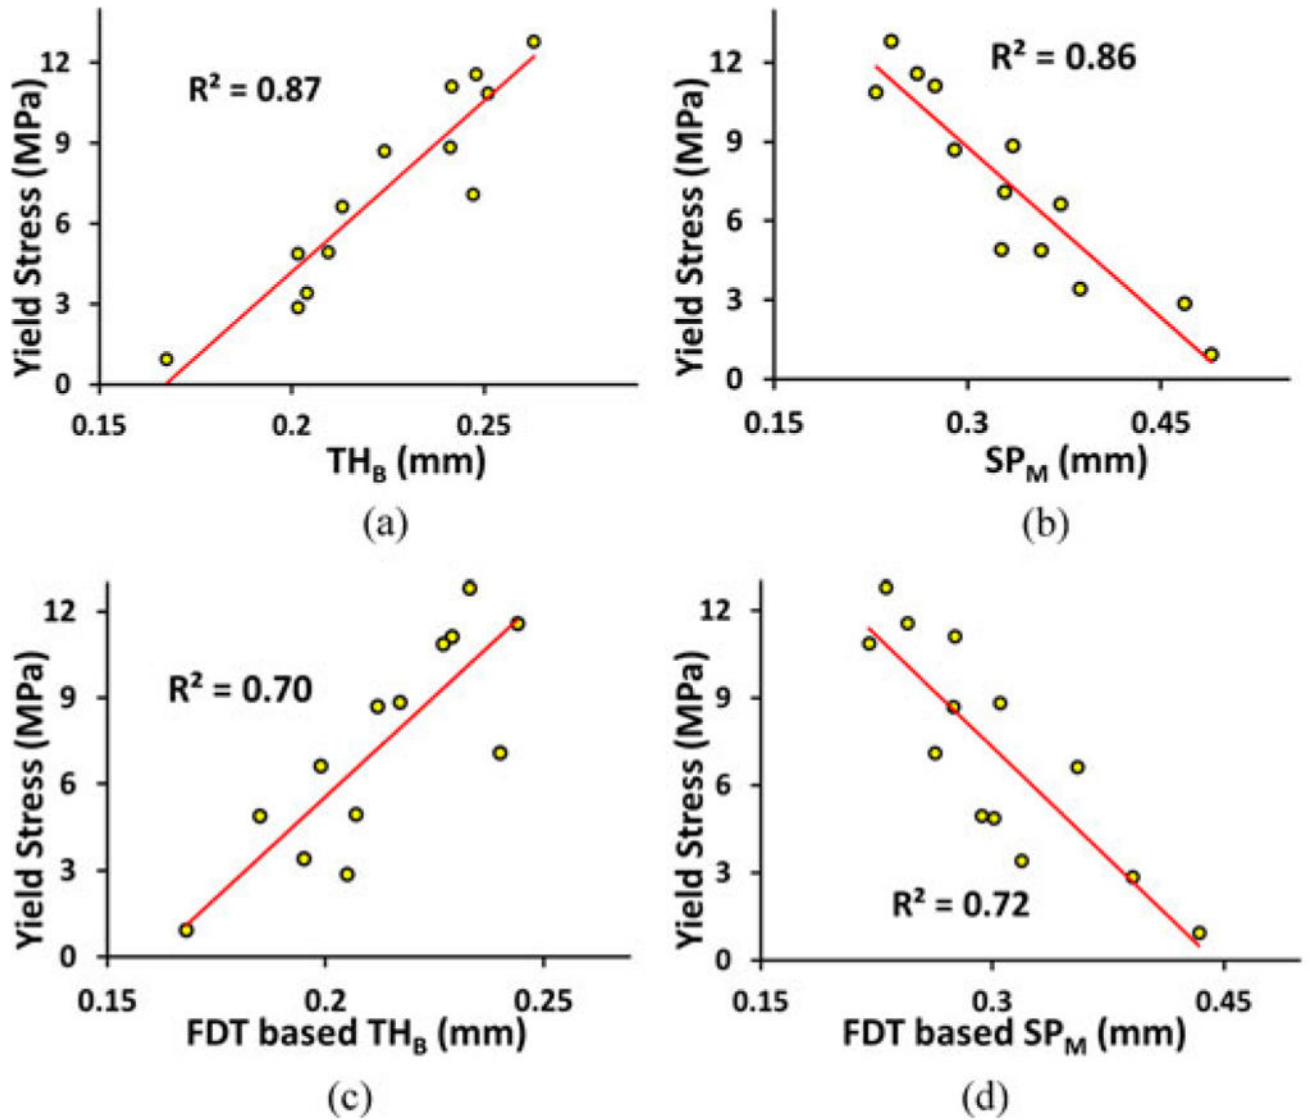 Yield Stress (MPa)
12
9
6
3
0
R² = 0.87
0.15 0.2 0.25
TH_B (mm)
(a)
Yield Stress (MPa)
12
9
6
3
0
R² = 0.86
0.15 0.3 0.45
SP_M (mm)
(b)
Yield Stress (MPa)
12
9
6
3
0
R² = 0.70
0.15 0.2 0.25
FDT based TH_B (mm)
(c)
Yield Stress (MPa)
12
9
6
3
0
R² = 0.72
0.15 0.3 0.45
FDT based SP_M (mm)
(d)